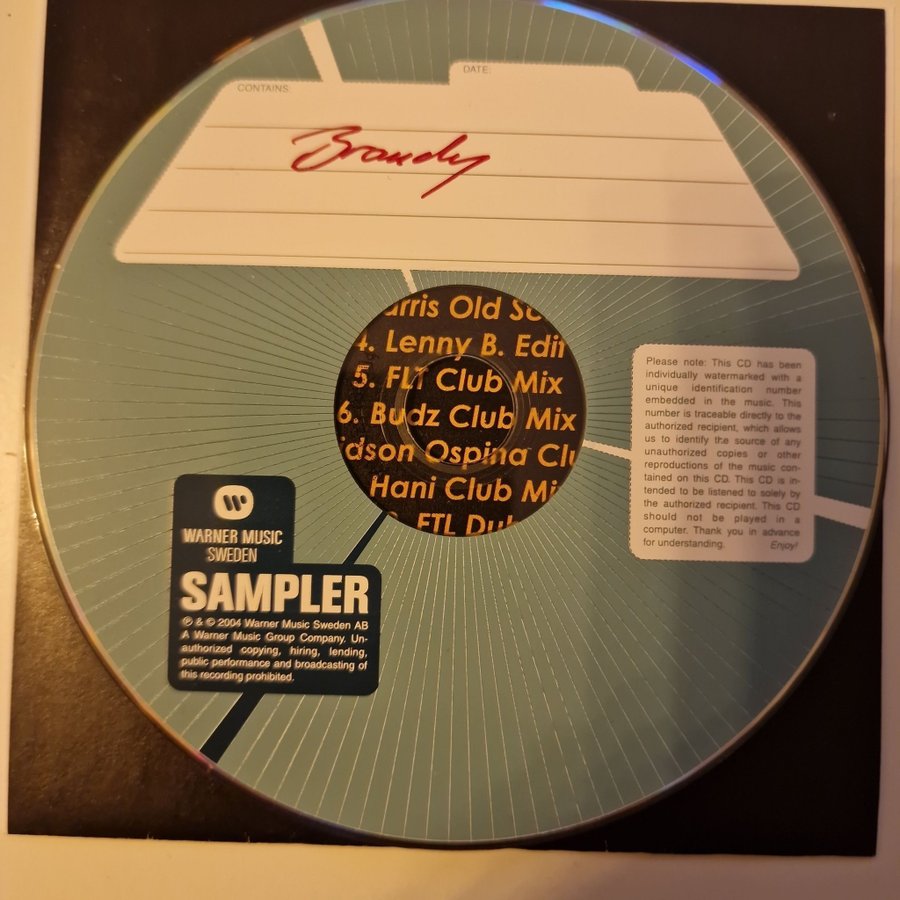 DATE:
CONTAINS:
Brandy
4. Lenny B. Edit
5. FLT Club Mix
6. Budz Club Mix
Ospina
Hani Club
Please note: This CD has been
individually watermarked with a
unique identification number
embedded in the music. This
number is traceable directly to the
authorized recipient, which allows
us to identify the source of any
unauthorized copies or other
reproductions of the music con-
tained on this CD. This CD is in-
tended to be listened to solely by
the authorized recipient. This CD
should not be played in a
computer. Thank you in advance
for understanding. Enjoy!
WARNER MUSIC
SWEDEN
SAMPLER
℗ & © 2004 Warner Music Sweden AB
A Warner Music Group Company. Un-
authorized copying, hiring, lending,
public performance and broadcasting of
this recording prohibited.